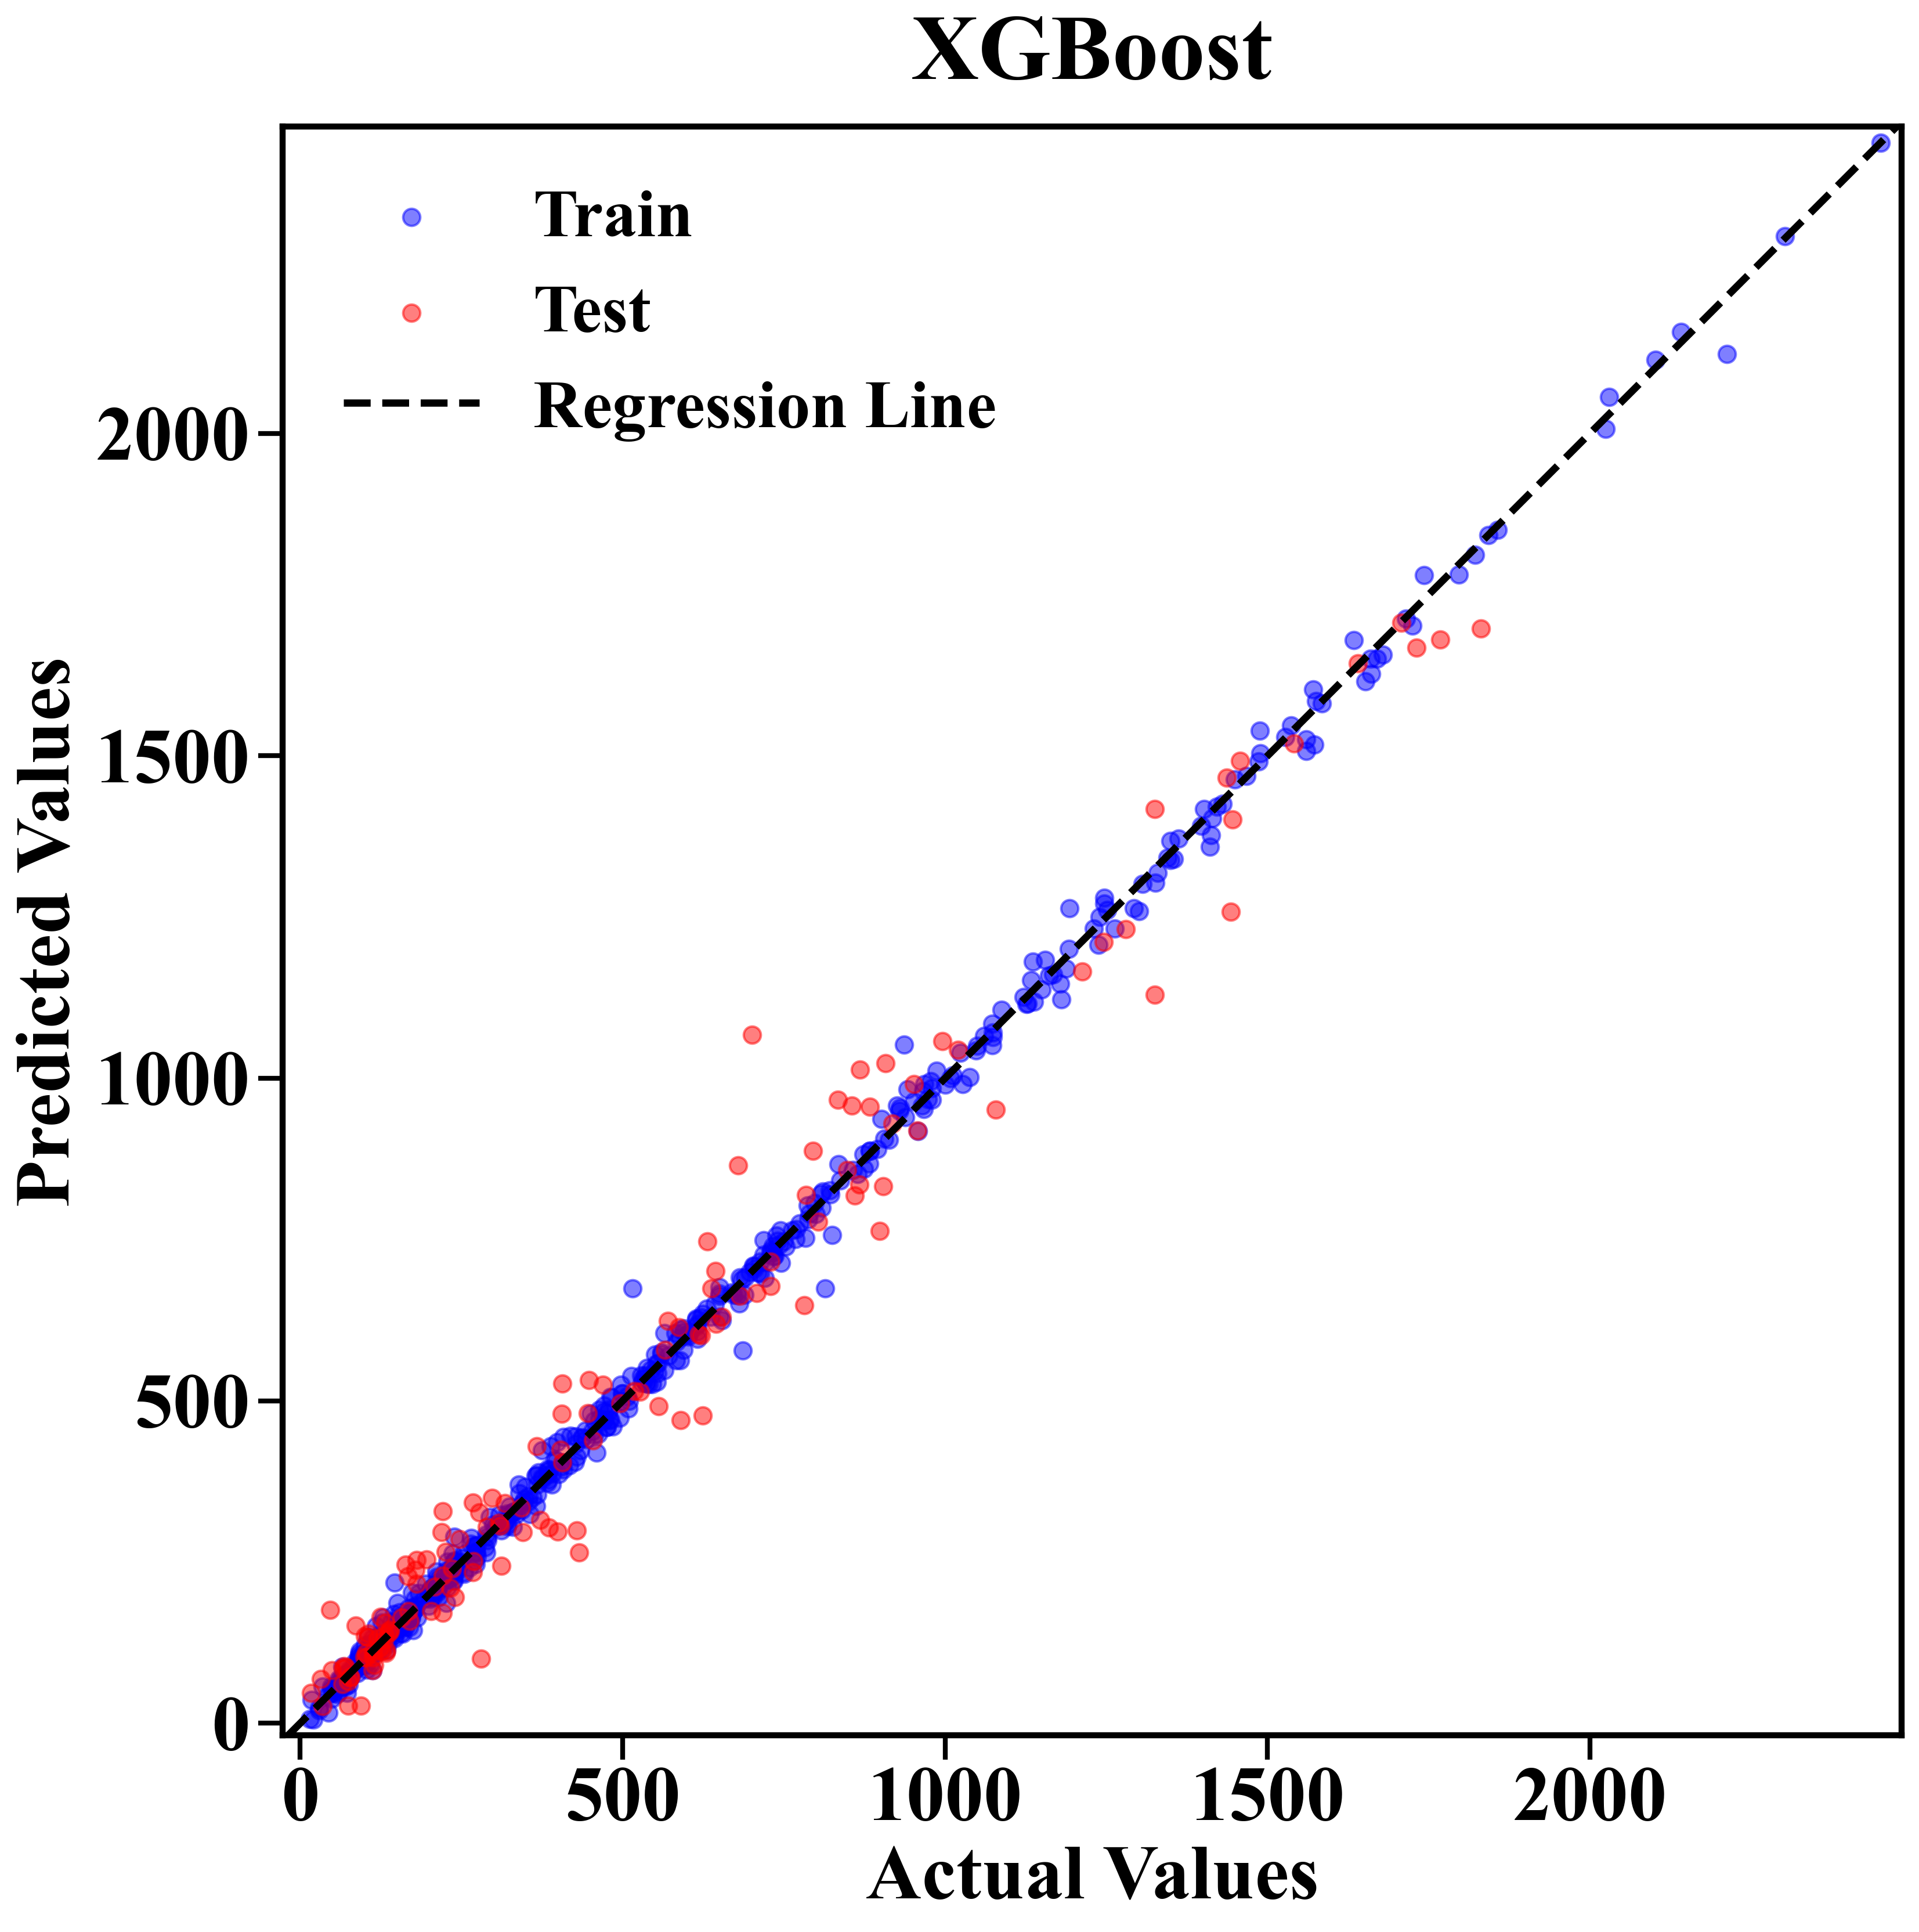 XGBoost
Train
Test
Regression Line
Predicted Values
2000
1500
1000
500
0
0 500 1000 1500 2000
Actual Values